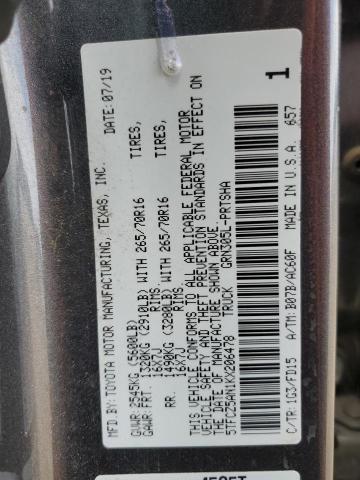 MFD.BY: TOYOTA MOTOR MANUFACTURING, TEXAS, INC. DATE: 07/19
GVWR: 2545KG (5600LB)
GAWR: FRT. 1320KG (2910LB) WITH 265/70R16 TIRES,
16X7J RIMS.
RR. 1490KG (3280LB) WITH 265/70R16 TIRES,
16X7J RIMS.
THIS VEHICLE CONFORMS TO ALL APPLICABLE FEDERAL MOTOR
VEHICLE SAFETY AND THEFT PREVENTION STANDARDS IN EFFECT ON
THE DATE OF MANUFACTURE SHOWN ABOVE.
5TFCZ5AN1KX206478 TRUCK GRN305L-PRTSHA
1
C/TR: 1G3/FD15 A/TM: B07B/AC60F MADE IN U.S.A. 657